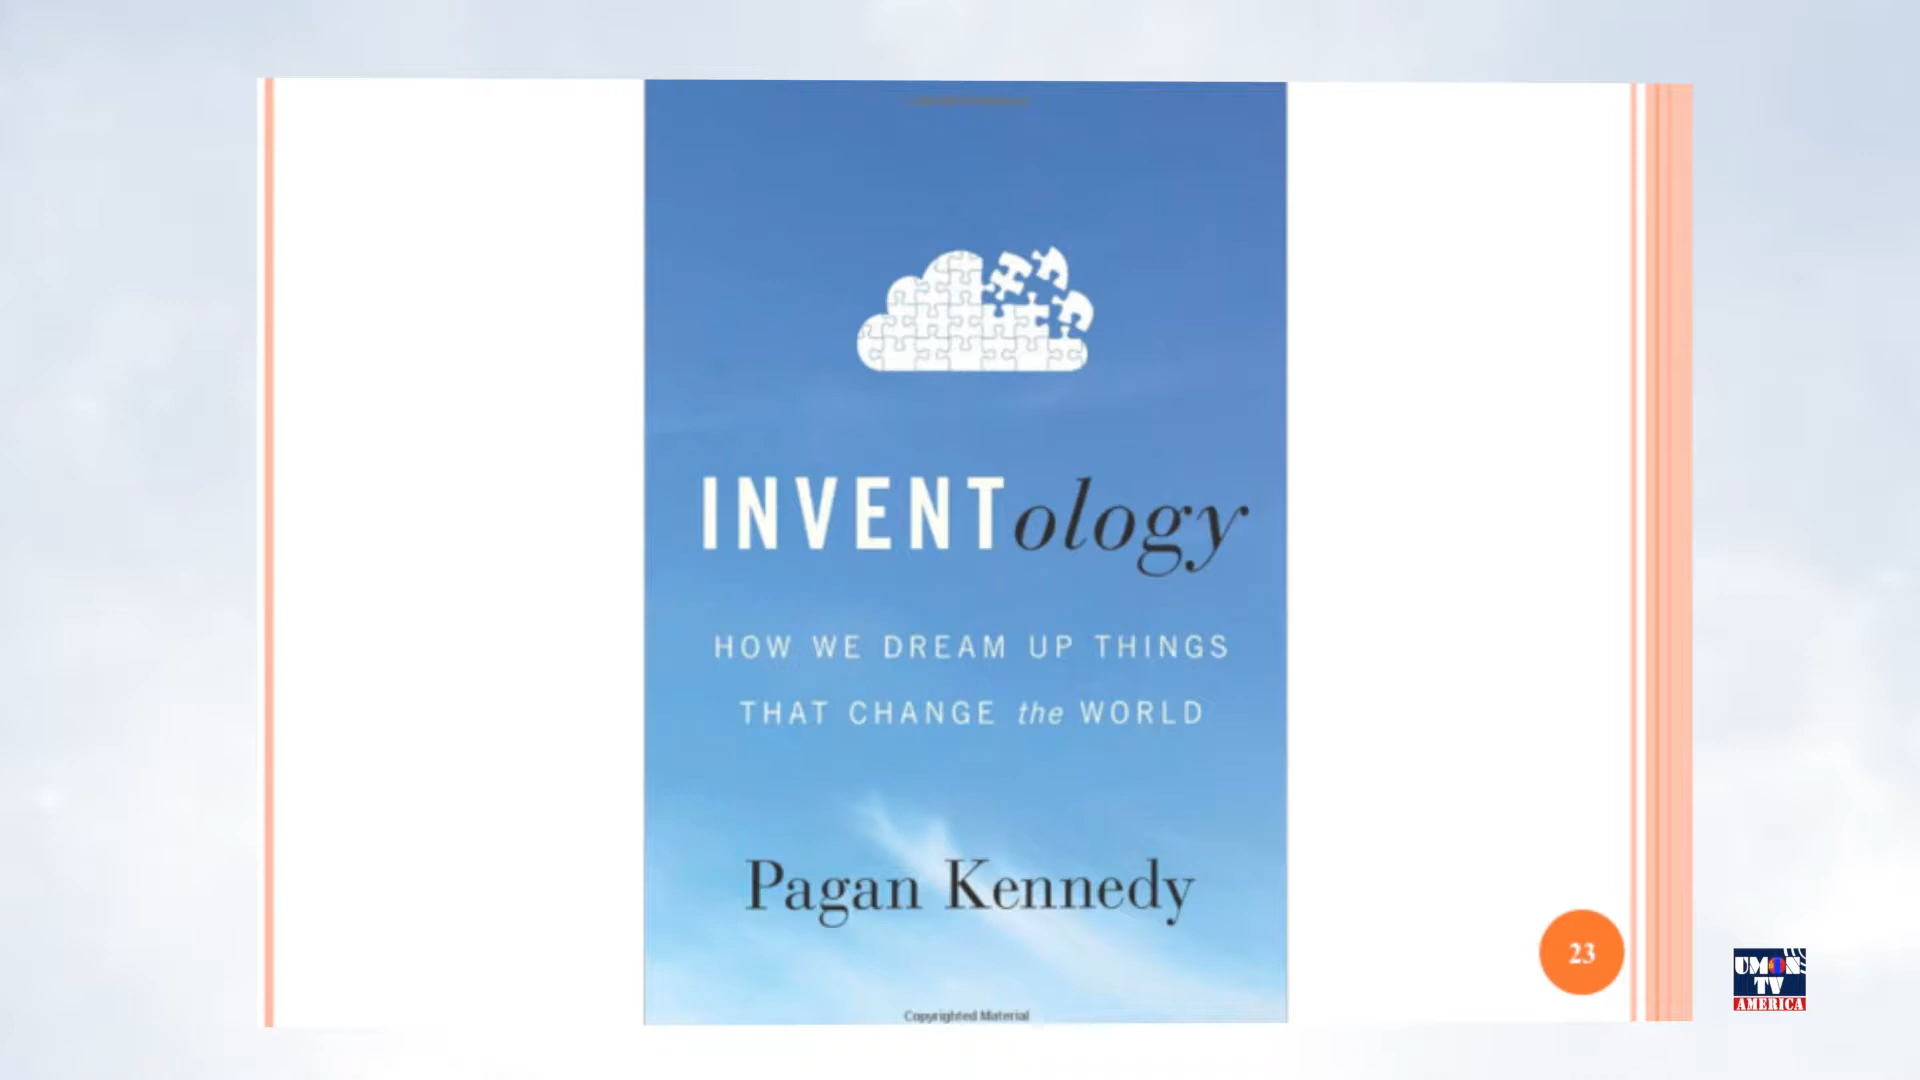 INVENTology
HOW WE DREAM UP THINGS
THAT CHANGE the WORLD
Pagan Kennedy
Copyrighted Material
23
UMON
TV
AMERICA